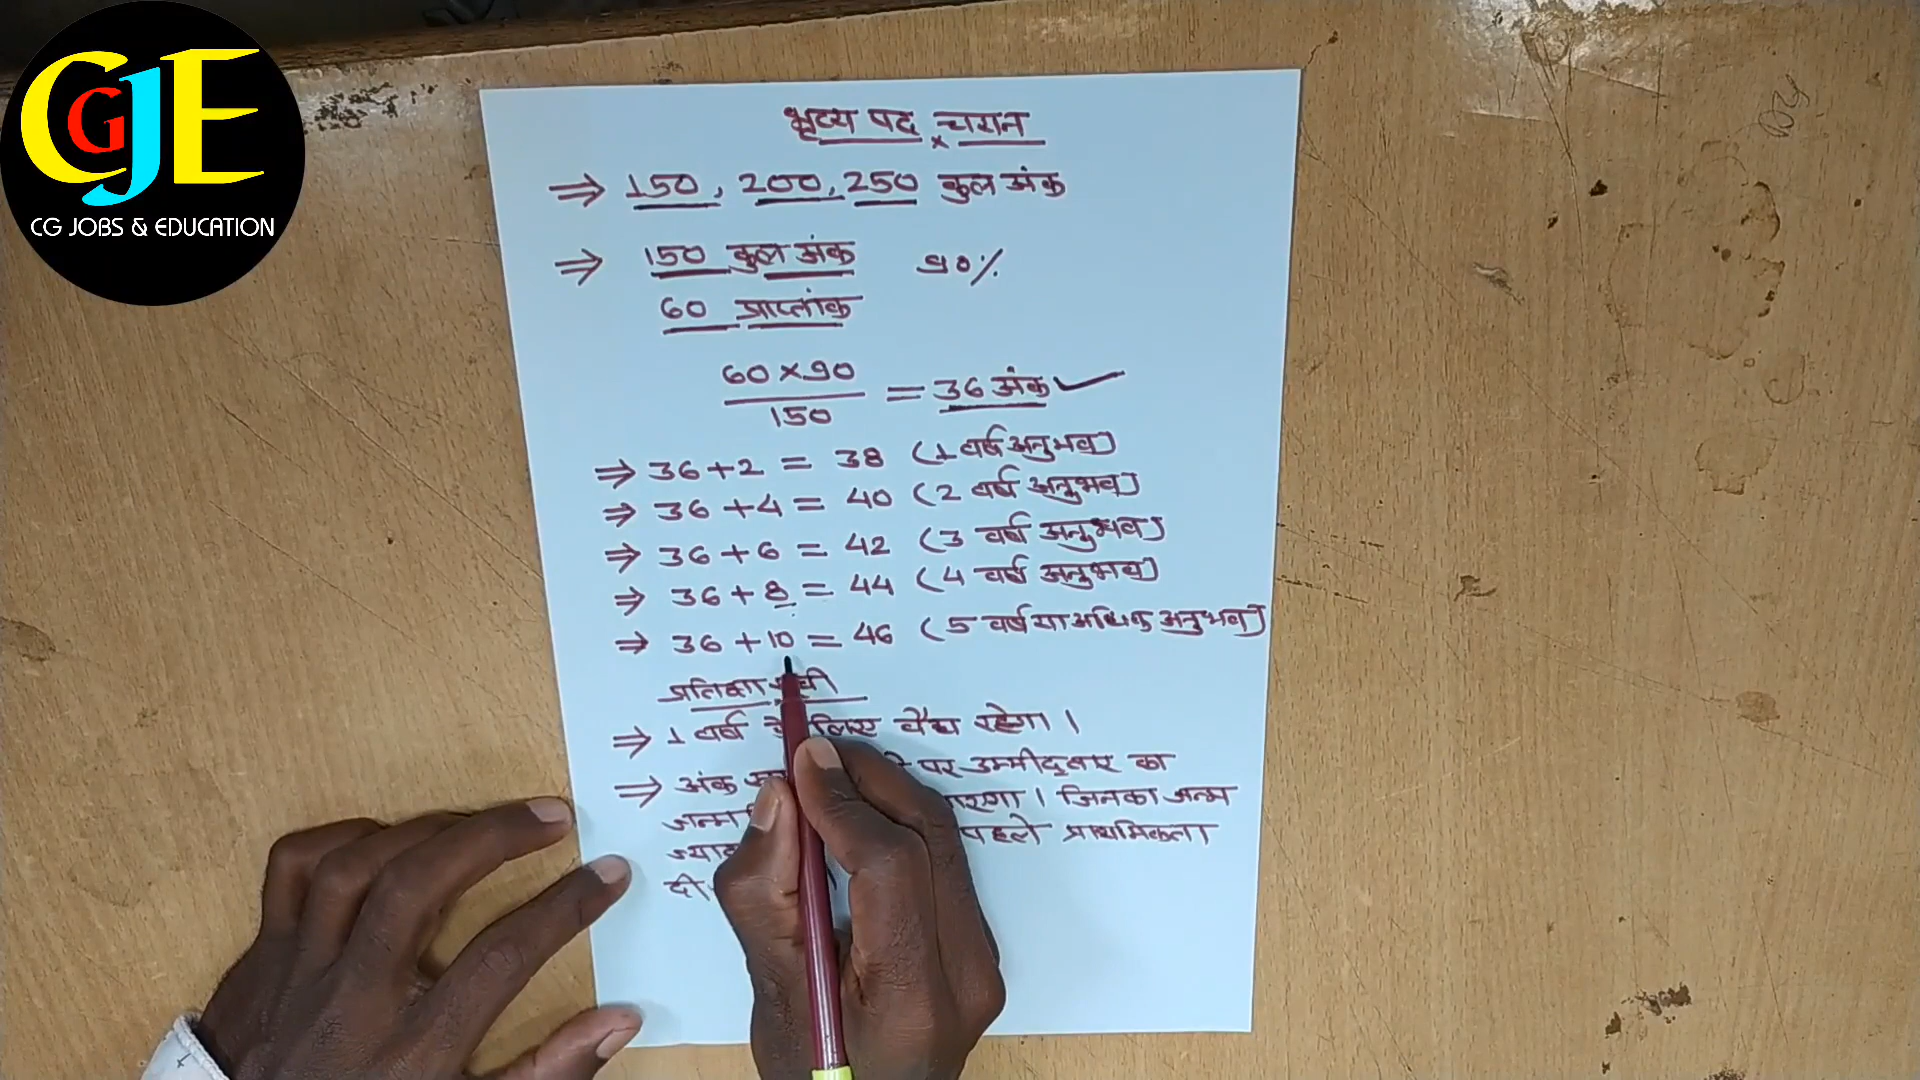 CGJE
CG JOBS & EDUCATION
भृत्य पद चयन
⇒ 150, 200, 250 कुल अंक
⇒ 150 कुल अंक 90%
60 प्राप्तांक
60 × 90
150
= 36 अंक ✓
⇒ 36 + 2 = 38 (1 वर्ष अनुभव)
⇒ 36 + 4 = 40 (2 वर्ष अनुभव)
⇒ 36 + 6 = 42 (3 वर्ष अनुभव)
⇒ 36 + 8 = 44 (4 वर्ष अनुभव)
⇒ 36 + 10 = 46 (5 वर्ष या अधिक अनुभव)
प्रतिक्षा
⇒ 1 वर्ष लिए वैध रहेगा।
⇒ अंक पर उम्मीदवार का
जिनका जन्म
पहले प्राथमिकता
दी